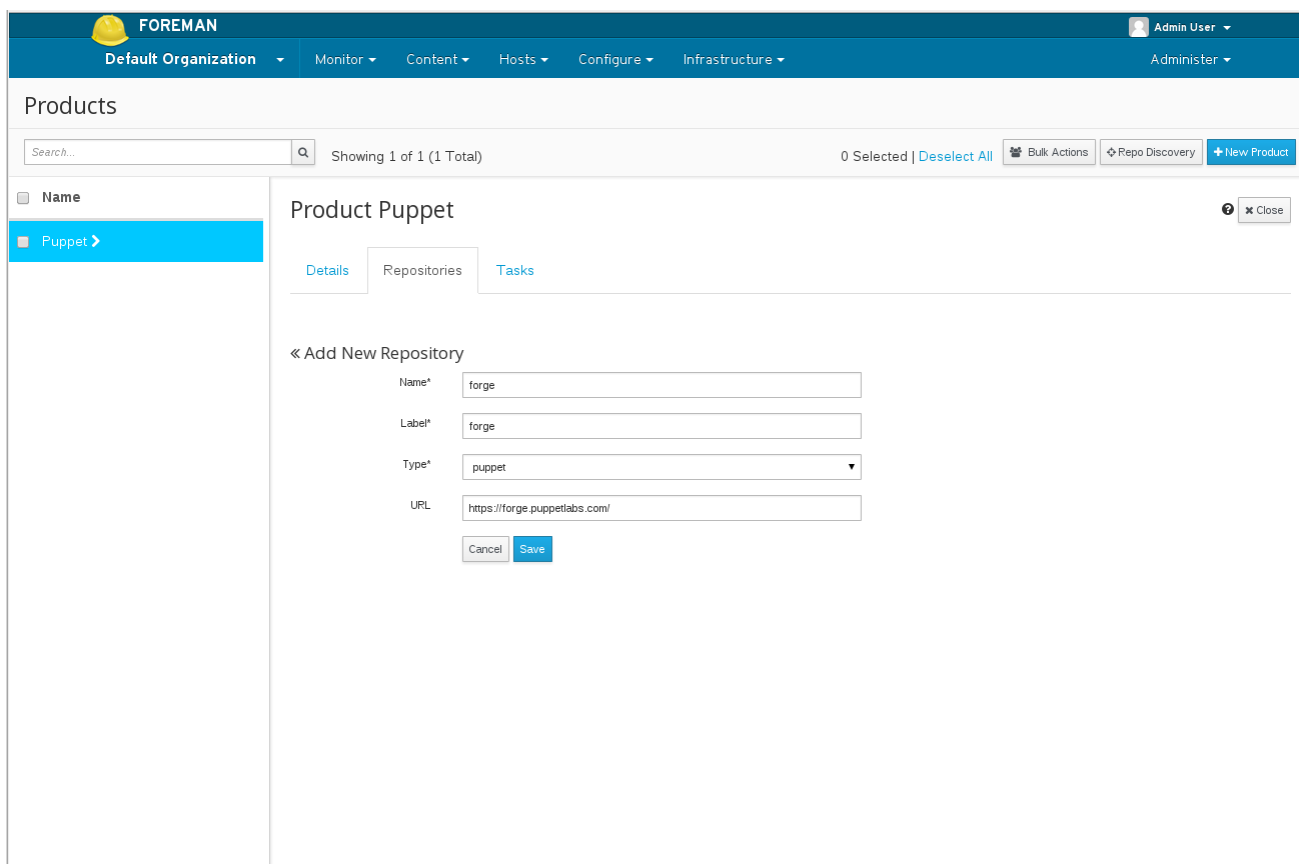 FOREMAN
Admin User
Default Organization Monitor Content Hosts Configure Infrastructure Administer
Products
Search... Showing 1 of 1 (1 Total) 0 Selected | Deselect All Bulk Actions Repo Discovery New Product
Name
Puppet
Product Puppet
Close
Details Repositories Tasks
« Add New Repository
Name* forge
Label* forge
Type* puppet
URL https://forge.puppetlabs.com/
Cancel Save